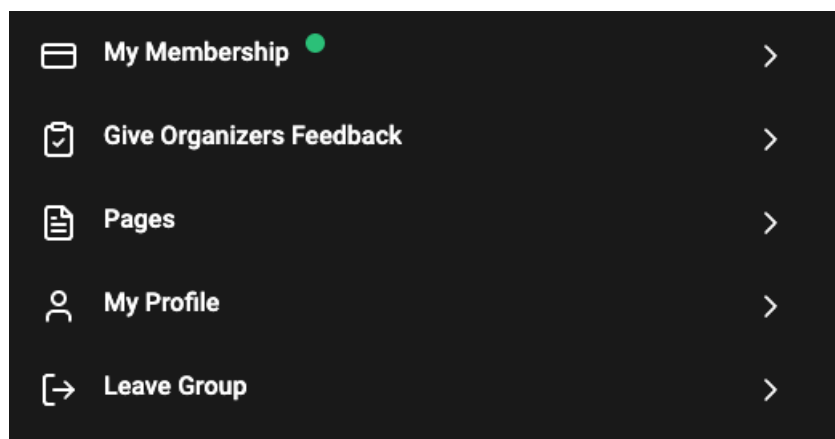 My Membership
Give Organizers Feedback
Pages
My Profile
Leave Group